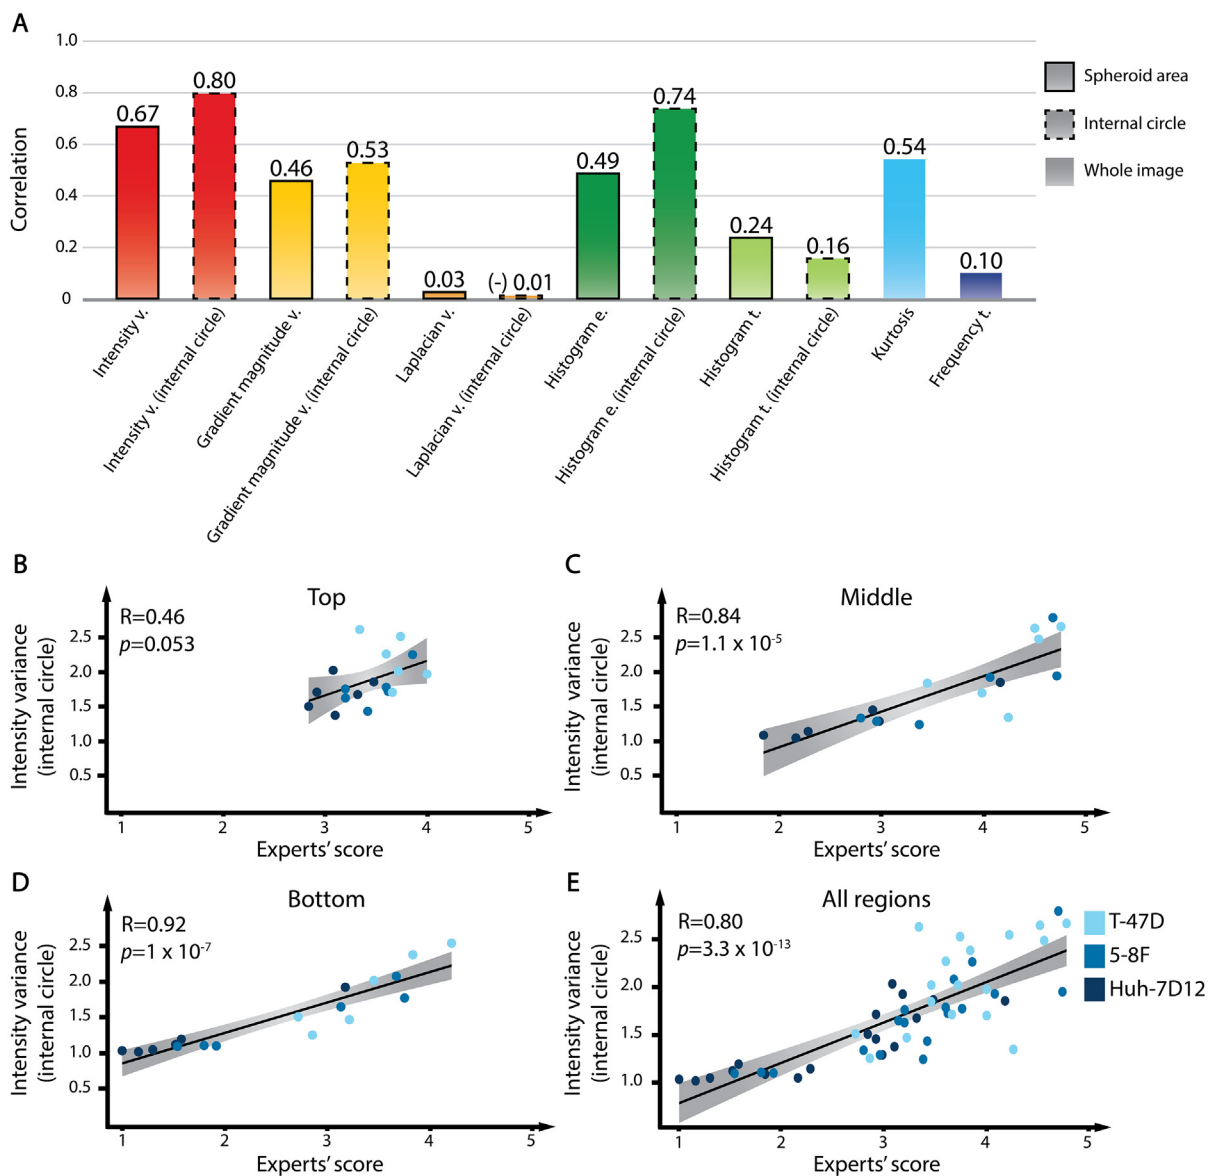 A
1.0
0.8
0.6
0.4
0.2
0
Correlation
0.67
0.80
0.46
0.53
0.03
(-) 0.01
0.49
0.74
0.24
0.16
0.54
0.10
Spheroid area
Internal circle
Whole image
Intensity v.
Intensity v. (internal circle)
Gradient magnitude v.
Gradient magnitude v. (internal circle)
Laplacian v.
Laplacian v. (internal circle)
Histogram e.
Histogram e. (internal circle)
Histogram t.
Histogram t. (internal circle)
Kurtosis
Frequency t.
B
Top
R=0.46
p=0.053
Intensity variance
(internal circle)
2.5
2.0
1.5
1.0
0.5
1 2 3 4 5
Experts’ score
C
Middle
R=0.84
p=1.1 x 10⁻⁵
Intensity variance
(internal circle)
2.5
2.0
1.5
1.0
0.5
1 2 3 4 5
Experts’ score
D
Bottom
R=0.92
p=1 x 10⁻⁷
Intensity variance
(internal circle)
2.5
2.0
1.5
1.0
0.5
1 2 3 4 5
Experts’ score
E
All regions
R=0.80
p=3.3 x 10⁻¹³
Intensity variance
(internal circle)
2.5
2.0
1.5
1.0
1 2 3 4 5
Experts’ score
T-47D
5-8F
Huh-7D12